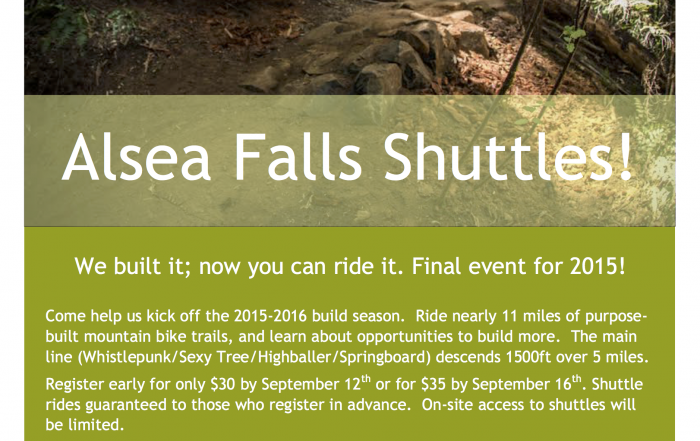 Alsea Falls Shuttles!
We built it; now you can ride it. Final event for 2015!
Come help us kick off the 2015-2016 build season.  Ride nearly 11 miles of purpose-
built mountain bike trails, and learn about opportunities to build more.  The main
line (Whistlepunk/Sexy Tree/Highballer/Springboard) descends 1500ft over 5 miles.
Register early for only $30 by September 12th or for $35 by September 16th. Shuttle
rides guaranteed to those who register in advance.  On-site access to shuttles will
be limited.